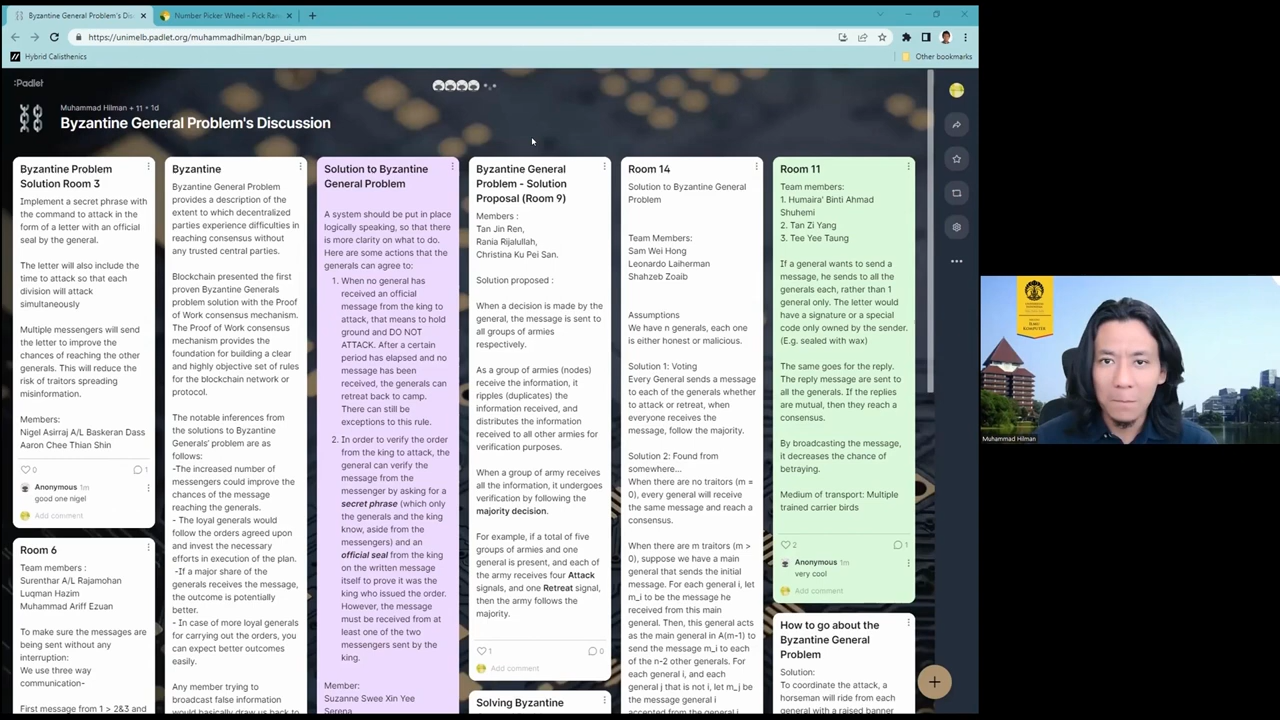 Byzantine General Problem's Dis
Number Picker Wheel - Pick Ra
https://unimelb.padlet.org/muhammadhilman/bgp_ui_um
Hybrid Calisthenics
Other bookmarks
:Padlet
Muhammad Hilman + 11 • 1d
Byzantine General Problem's Discussion
Byzantine Problem
Solution Room 3
Implement a secret phrase with
the command to attack in the
form of a letter with an official
seal by the general.
The letter will also include the
time to attack so that each
division will attack
simultaneously
Multiple messengers will send
the letter to improve the
chances of reaching the other
generals. This will reduce the
risk of traitors spreading
misinformation.
Members:
Nigel Asirraj A/L Baskeran Dass
Aaron Chee Thian Shin
0
1
Anonymous 1m
good one nigel
Add comment
Room 6
Team members :
Surenthar A/L Rajamohan
Luqman Hazim
Muhammad Ariff Ezuan
To make sure the messages are
being sent without any
interruption:
We use three way
communication-
First message from 1 > 2&3 and
Byzantine
Byzantine General Problem
provides a description of the
extent to which decentralized
parties experience difficulties in
reaching consensus without
any trusted central parties.
Blockchain presented the first
proven Byzantine Generals
problem solution with the Proof
of Work consensus mechanism.
The Proof of Work consensus
mechanism provides the
foundation for building a clear
and highly objective set of rules
for the blockchain network or
protocol.
The notable inferences from
the solutions to Byzantine
Generals' problem are as
follows:
-The increased number of
messengers could improve the
chances of the message
reaching the generals.
- The loyal generals would
follow the orders agreed upon
and invest the necessary
efforts in execution of the plan.
-If a major share of the
generals receives the message,
the outcome is potentially
better.
- In case of more loyal generals
for carrying out the orders, you
can expect better outcomes
easily.
Any member trying to
broadcast false information
would basically draw us back to
Solution to Byzantine
General Problem
A system should be put in place
logically speaking, so that there
is more clarity on what to do.
Here are some actions that the
generals can agree to:
1. When no general has
received an official
message from the king to
attack, that means to hold
ground and DO NOT
ATTACK. After a certain
period has elapsed and no
message has been
received, the generals can
retreat back to camp.
There can still be
exceptions to this rule.
2. In order to verify the order
from the king to attack, the
general can verify the
message from the
messenger by asking for a
secret phrase (which only
the generals and the king
know, aside from the
messengers) and an
official seal from the king
on the written message
itself to prove it was the
king who issued the order.
However, the message
must be received from at
least one of the two
messengers sent by the
king.
Member:
Suzanne Swee Xin Yee
Serena
Byzantine General
Problem - Solution
Proposal (Room 9)
Members :
Tan Jin Ren,
Rania Rijalullah,
Christina Ku Pei San.
Solution proposed :
When a decision is made by the
general, the message is sent to
all groups of armies
respectively.
As a group of armies (nodes)
receive the information, it
ripples (duplicates) the
information received, and
distributes the information
received to all other armies for
verification purposes.
When a group of army receives
all the information, it undergoes
verification by following the
majority decision.
For example, if a total of five
groups of armies and one
general is present, and each of
the army receives four Attack
signals, and one Retreat signal,
then the army follows the
majority.
1
0
Add comment
Solving Byzantine
Room 14
Solution to Byzantine General
Problem
Team Members:
Sam Wei Hong
Leonardo Laiherman
Shahzeb Zoaib
Assumptions
We have n generals, each one
is either honest or malicious.
Solution 1: Voting
Every General sends a message
to each of the generals whether
to attack or retreat, when
everyone receives the
message, follow the majority.
Solution 2: Found from
somewhere...
When there are no traitors (m =
0), every general will receive
the same message and reach a
consensus.
When there are m traitors (m >
0), suppose we have a main
general that sends the initial
message. For each general i, let
m_i to be the message he
received from this main
general. Then, this general acts
as the main general in A(m-1) to
send the message m_i to each
of the n-2 other generals. For
each general i, and each
general j that is not i, let m_j be
the message general i
accepted from the general j
Room 11
Team members:
1. Humaira' Binti Ahmad
Shuhemi
2. Tan Zi Yang
3. Tee Yee Taung
If a general wants to send a
message, he sends to all the
generals each, rather than 1
general only. The letter would
have a signature or a special
code only owned by the sender.
(E.g. sealed with wax)
The same goes for the reply.
The reply message are sent to
all the generals. If the replies
are mutual, then they reach a
consensus.
By broadcasting the message,
it decreases the chance of
betraying.
Medium of transport: Multiple
trained carrier birds
2
1
Anonymous 1m
very cool
Add comment
How to go about the
Byzantine General
Problem
Solution:
To coordinate the attack, a
horseman will ride from each
general with a raised banner
ILMU
KOMPUTER
Muhammad Hilman